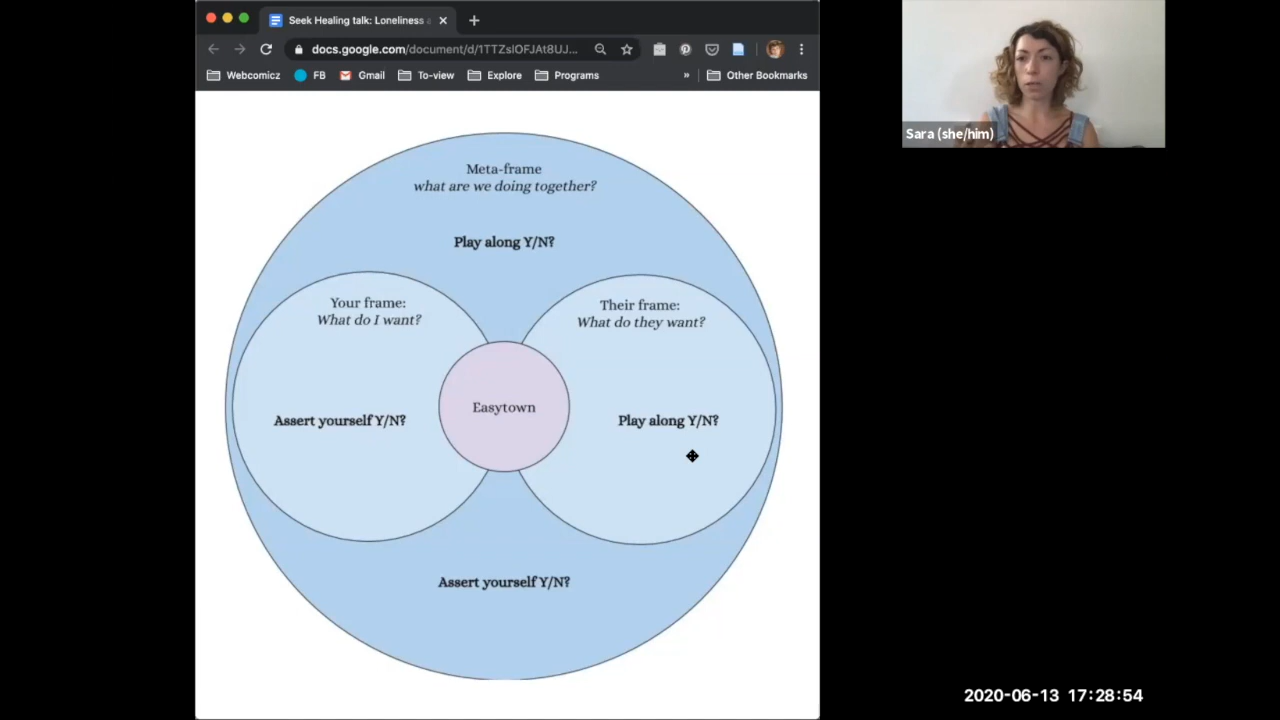 Seek Healing talk: Loneliness
docs.google.com/document/d/1TTZslOFJAt8UJ...
Webcomicz
FB
Gmail
To-view
Explore
Programs
»
Other Bookmarks
Sara (she/him)
Meta-frame
what are we doing together?
Play along Y/N?
Your frame:
What do I want?
Their frame:
What do they want?
Easytown
Assert yourself Y/N?
Play along Y/N?
Assert yourself Y/N?
2020-06-13 17:28:54